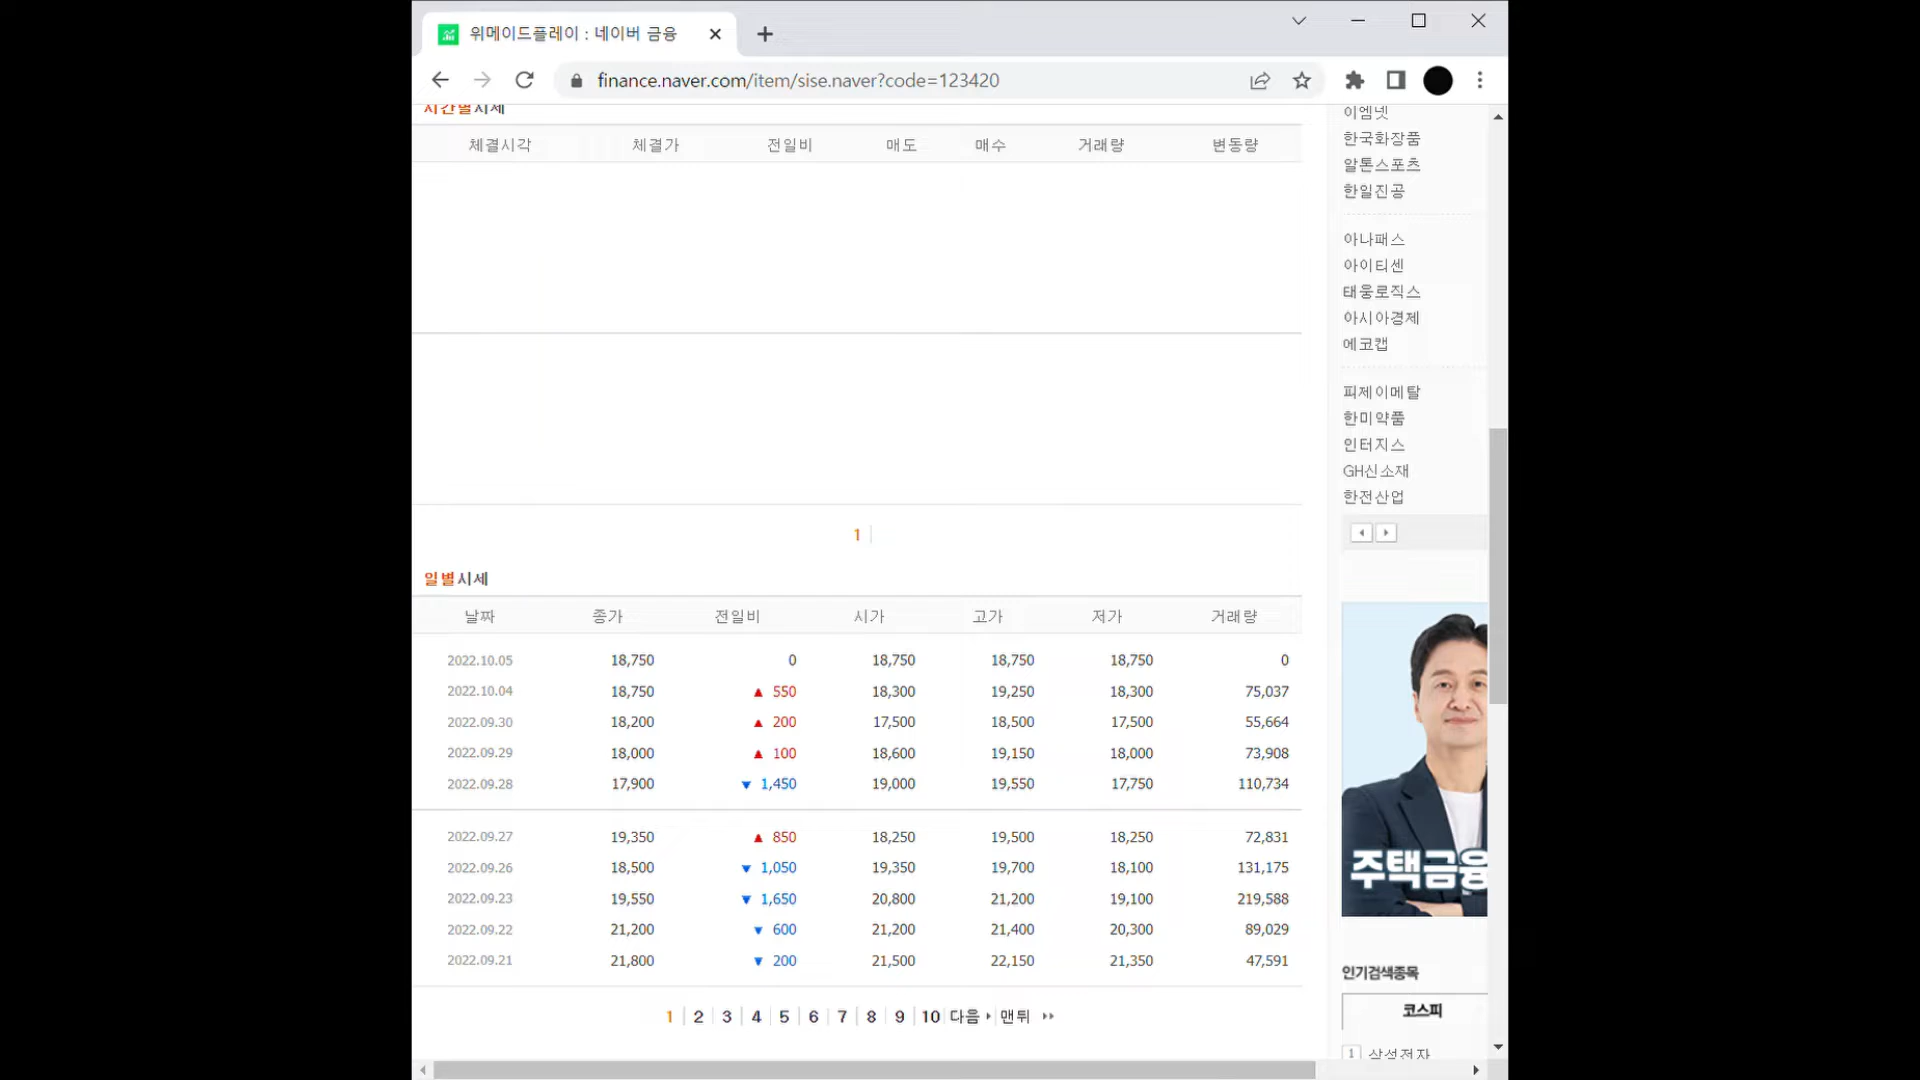 위메이드플레이 : 네이버 금융
finance.naver.com/item/sise.naver?code=123420
시간별시세
체결시각 체결가 전일비 매도 매수 거래량 변동량
1
일별시세
날짜 종가 전일비 시가 고가 저가 거래량
2022.10.05 18,750 0 18,750 18,750 18,750 0
2022.10.04 18,750 ▲ 550 18,300 19,250 18,300 75,037
2022.09.30 18,200 ▲ 200 17,500 18,500 17,500 55,664
2022.09.29 18,000 ▲ 100 18,600 19,150 18,000 73,908
2022.09.28 17,900 ▼ 1,450 19,000 19,550 17,750 110,734
2022.09.27 19,350 ▲ 850 18,250 19,500 18,250 72,831
2022.09.26 18,500 ▼ 1,050 19,350 19,700 18,100 131,175
2022.09.23 19,550 ▼ 1,650 20,800 21,200 19,100 219,588
2022.09.22 21,200 ▼ 600 21,200 21,400 20,300 89,029
2022.09.21 21,800 ▼ 200 21,500 22,150 21,350 47,591
1 2 3 4 5 6 7 8 9 10 다음 맨뒤
이엠넷
한국화장품
알톤스포츠
한일진공
아나패스
아이티센
태웅로직스
아시아경제
에코캡
피제이메탈
한미약품
인터지스
GH신소재
한전산업
주택금융
인기검색종목
코스피
1 삼성전자